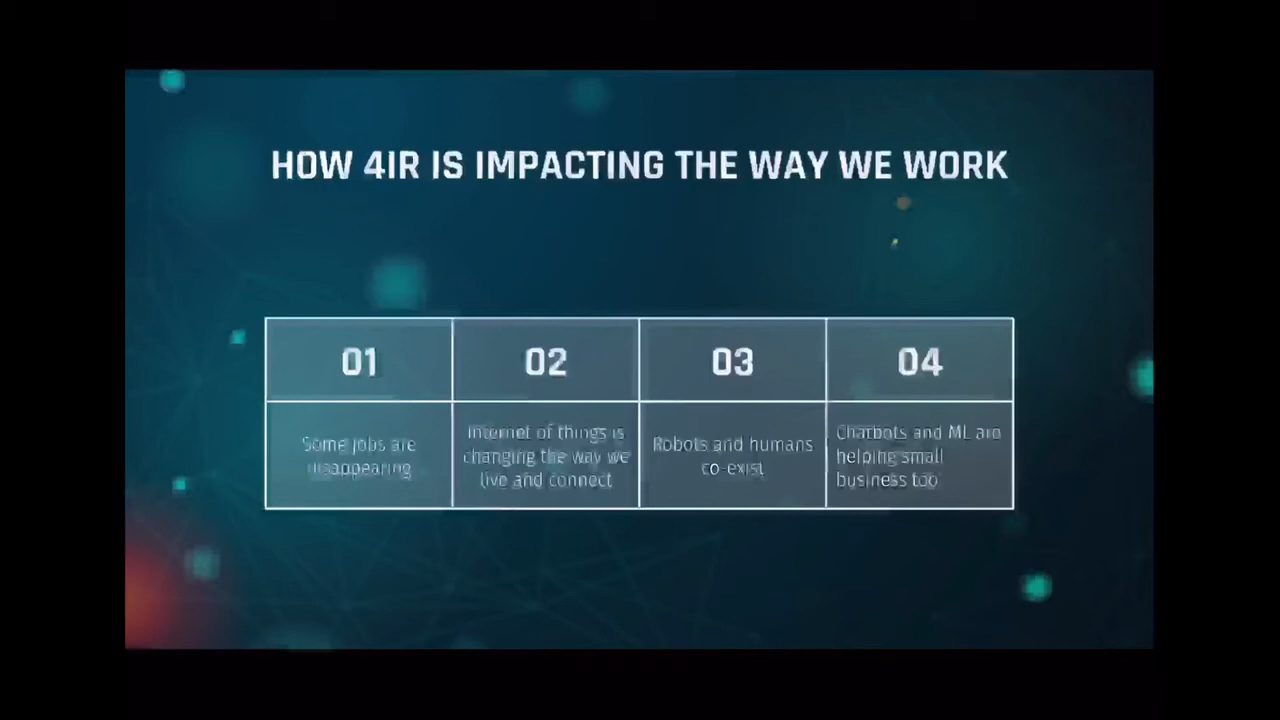 HOW 4IR IS IMPACTING THE WAY WE WORK
01
02
03
04
Some jobs are
disappearing
Internet of things is
changing the way we
live and connect
Robots and humans
co-exist
Chatbots and ML are
helping small
business too